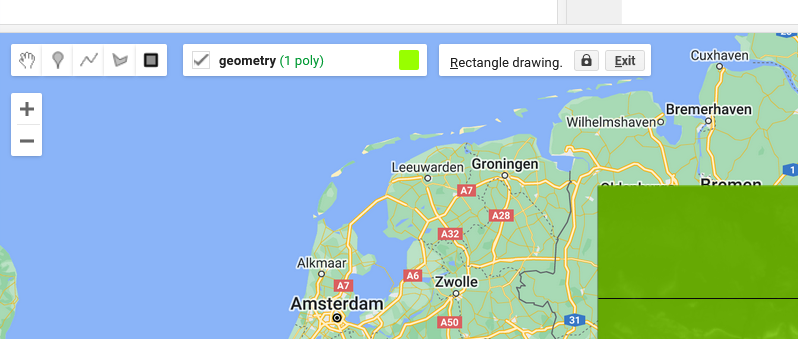 geometry (1 poly)
Rectangle drawing.
Exit
Cuxhaven
Bremerhaven
Wilhelmshaven
Leeuwarden
Groningen
1
Bremen
A7
A28
A32
Alkmaar
A7
A6
Zwolle
Amsterdam
A50
31